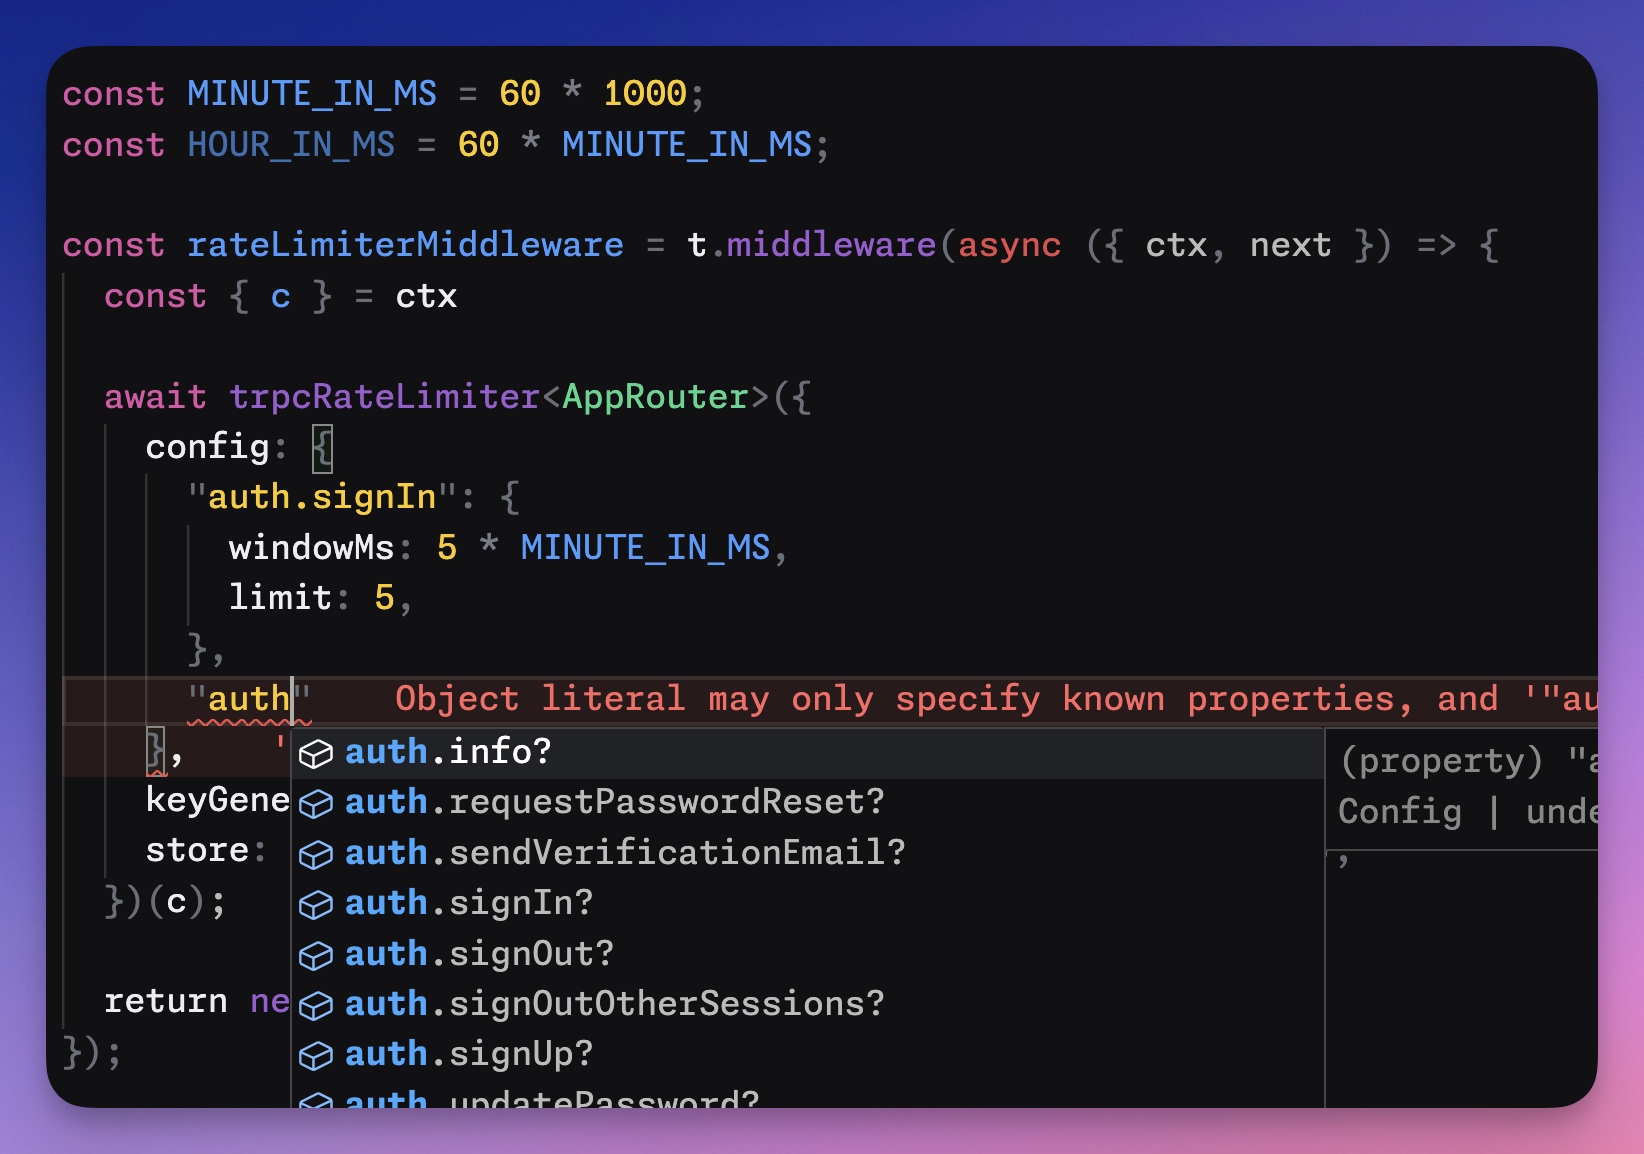 const MINUTE_IN_MS = 60 * 1000;
const HOUR_IN_MS = 60 * MINUTE_IN_MS;
const rateLimiterMiddleware = t.middleware(async ({ ctx, next }) => {
const { c } = ctx
await trpcRateLimiter<AppRouter>({
config: {
"auth.signIn": {
windowMs: 5 * MINUTE_IN_MS,
limit: 5,
},
"auth" Object literal may only specify known properties, and '"au
}, '
auth.info?
(property) "a
auth.requestPasswordReset?
Config | unde
keyGene
auth.sendVerificationEmail?
store:
,
auth.signIn?
})(c);
auth.signOut?
auth.signOutOtherSessions?
return ne
auth.signUp?
});
auth.updatePassword?